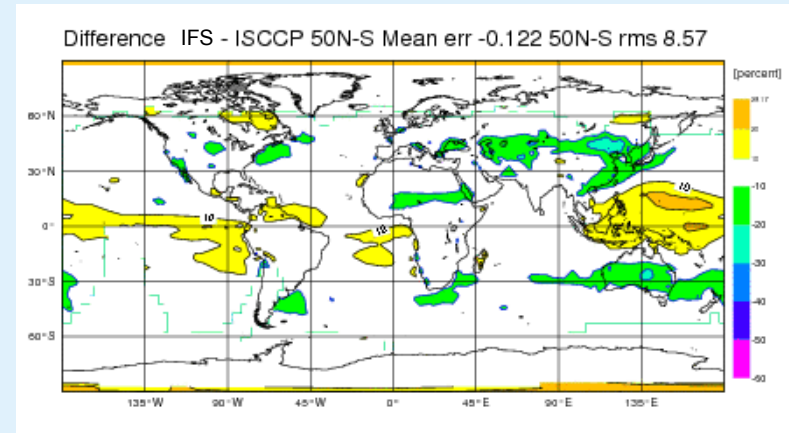 Difference IFS - ISCCP 50N-S Mean err -0.122 50N-S rms 8.57
[percent]
20
10
-10
-20
-30
-40
-50
-60
60°N
30°N
0°
30°S
60°S
10
10
10
135°W 90°W 45°W 0° 45°E 90°E 135°E